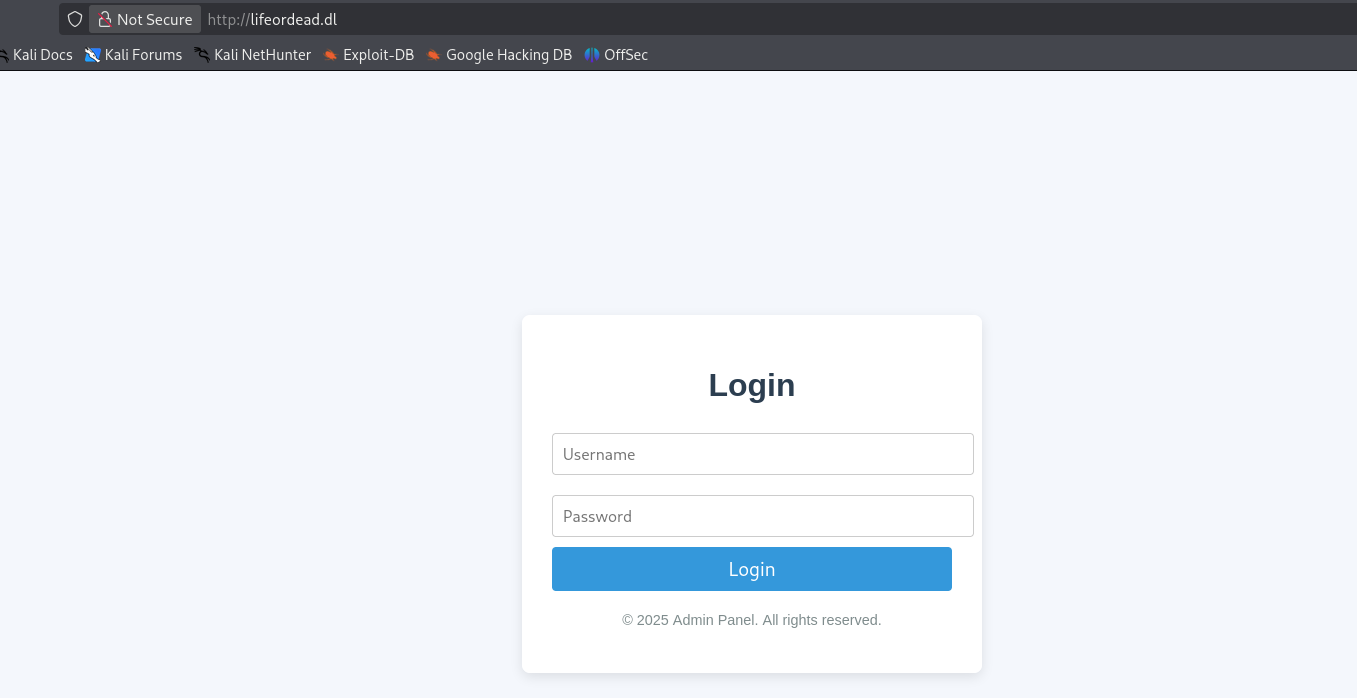 Not Secure http://lifeordead.dl
Kali Docs Kali Forums Kali NetHunter Exploit-DB Google Hacking DB OffSec
Login
Username
Password
Login
© 2025 Admin Panel. All rights reserved.